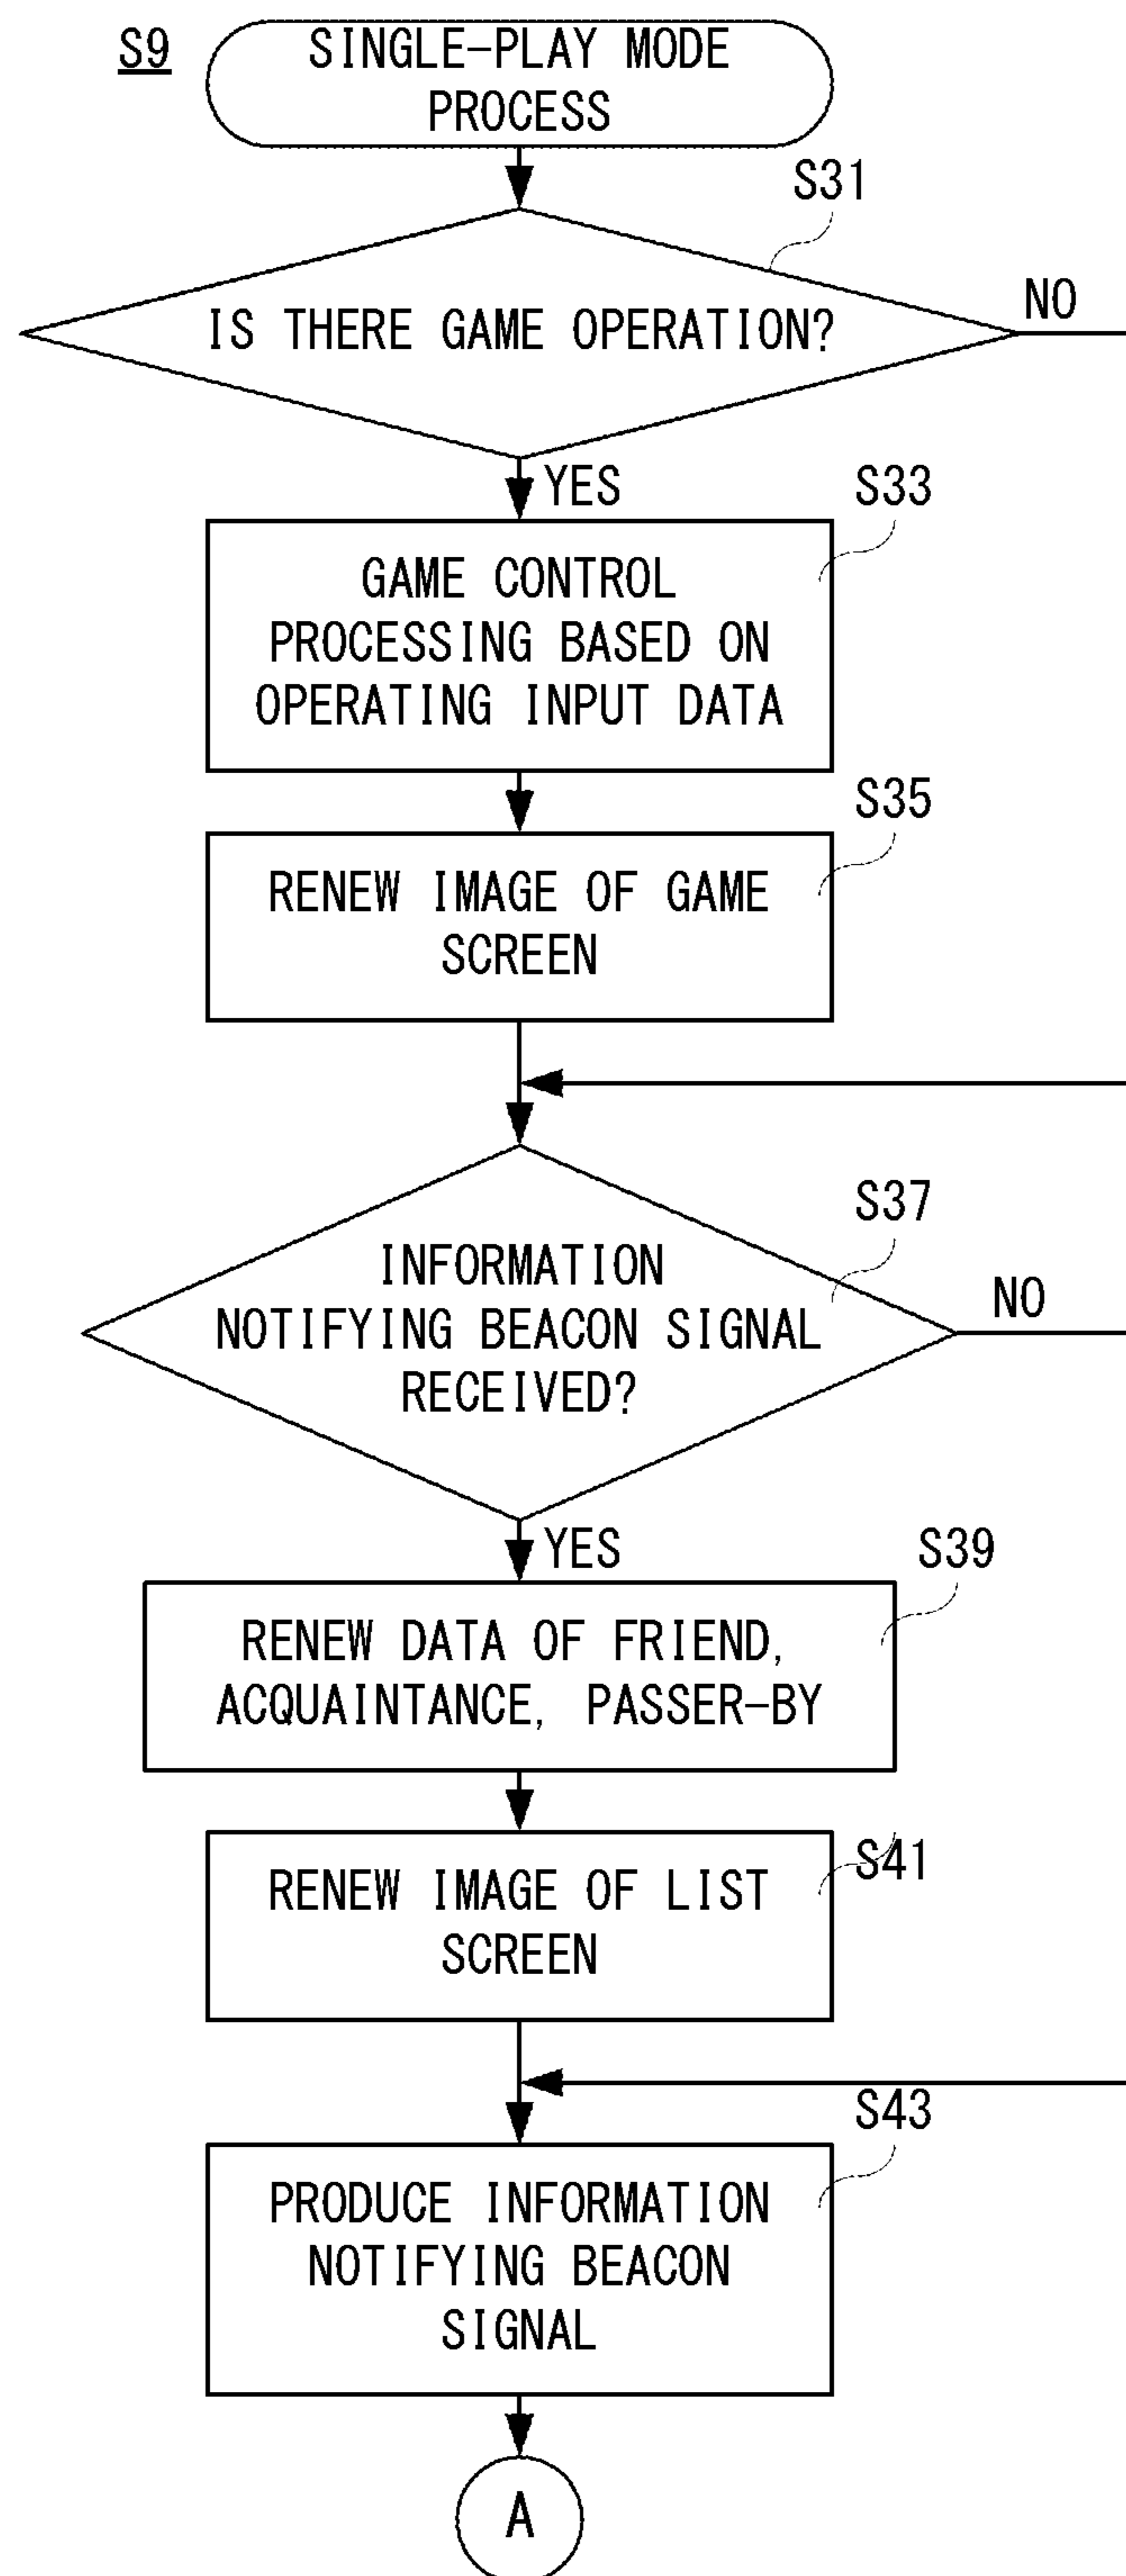 S9
SINGLE-PLAY MODE
PROCESS
S31
IS THERE GAME OPERATION?
NO
YES
S33
GAME CONTROL
PROCESSING BASED ON
OPERATING INPUT DATA
S35
RENEW IMAGE OF GAME
SCREEN
S37
INFORMATION
NOTIFYING BEACON SIGNAL
RECEIVED?
NO
YES
S39
RENEW DATA OF FRIEND,
ACQUAINTANCE, PASSER-BY
S41
RENEW IMAGE OF LIST
SCREEN
S43
PRODUCE INFORMATION
NOTIFYING BEACON
SIGNAL
A